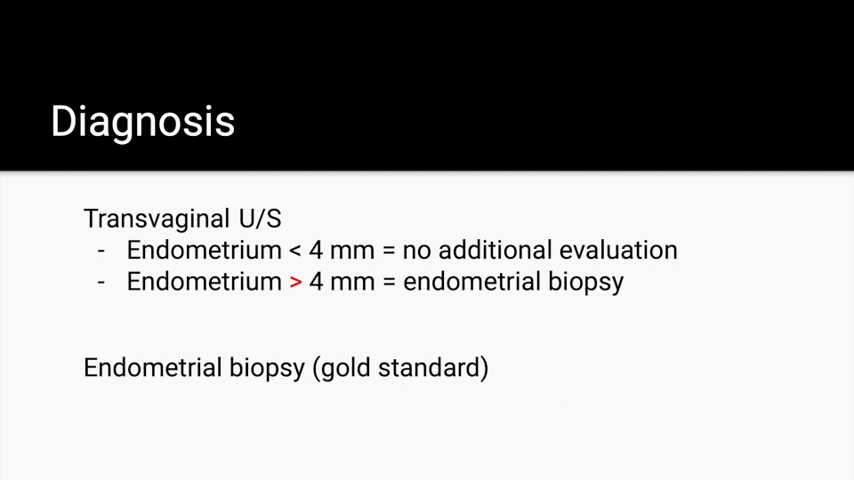 Diagnosis
Transvaginal U/S
- Endometrium < 4 mm = no additional evaluation
- Endometrium > 4 mm = endometrial biopsy
Endometrial biopsy (gold standard)